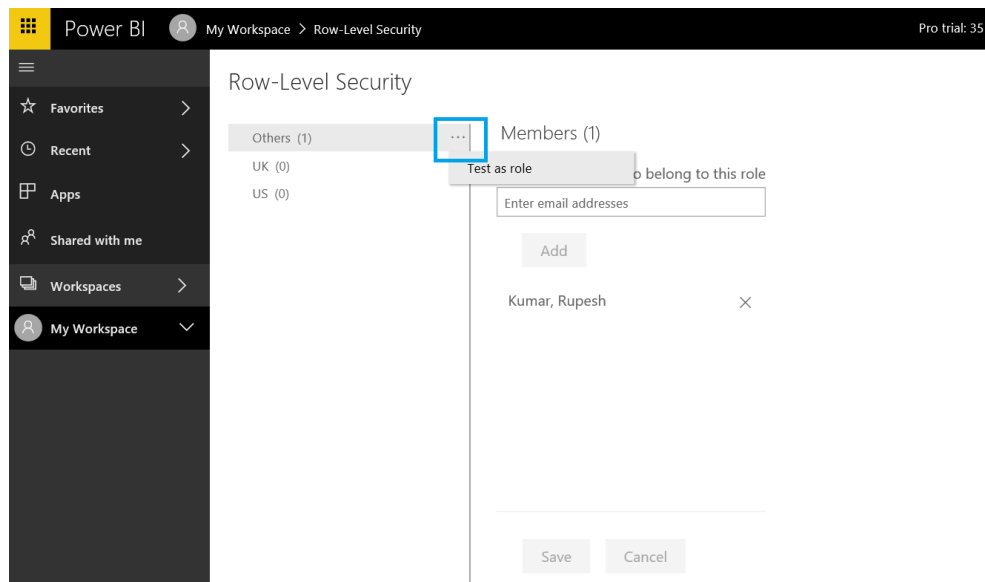 Power BI
My Workspace > Row-Level Security
Pro trial: 35
Row-Level Security
Favorites
Recent
Apps
Shared with me
Workspaces
My Workspace
Others (1)
...
UK (0)
US (0)
Test as role
Members (1)
o belong to this role
Enter email addresses
Add
Kumar, Rupesh
Save
Cancel